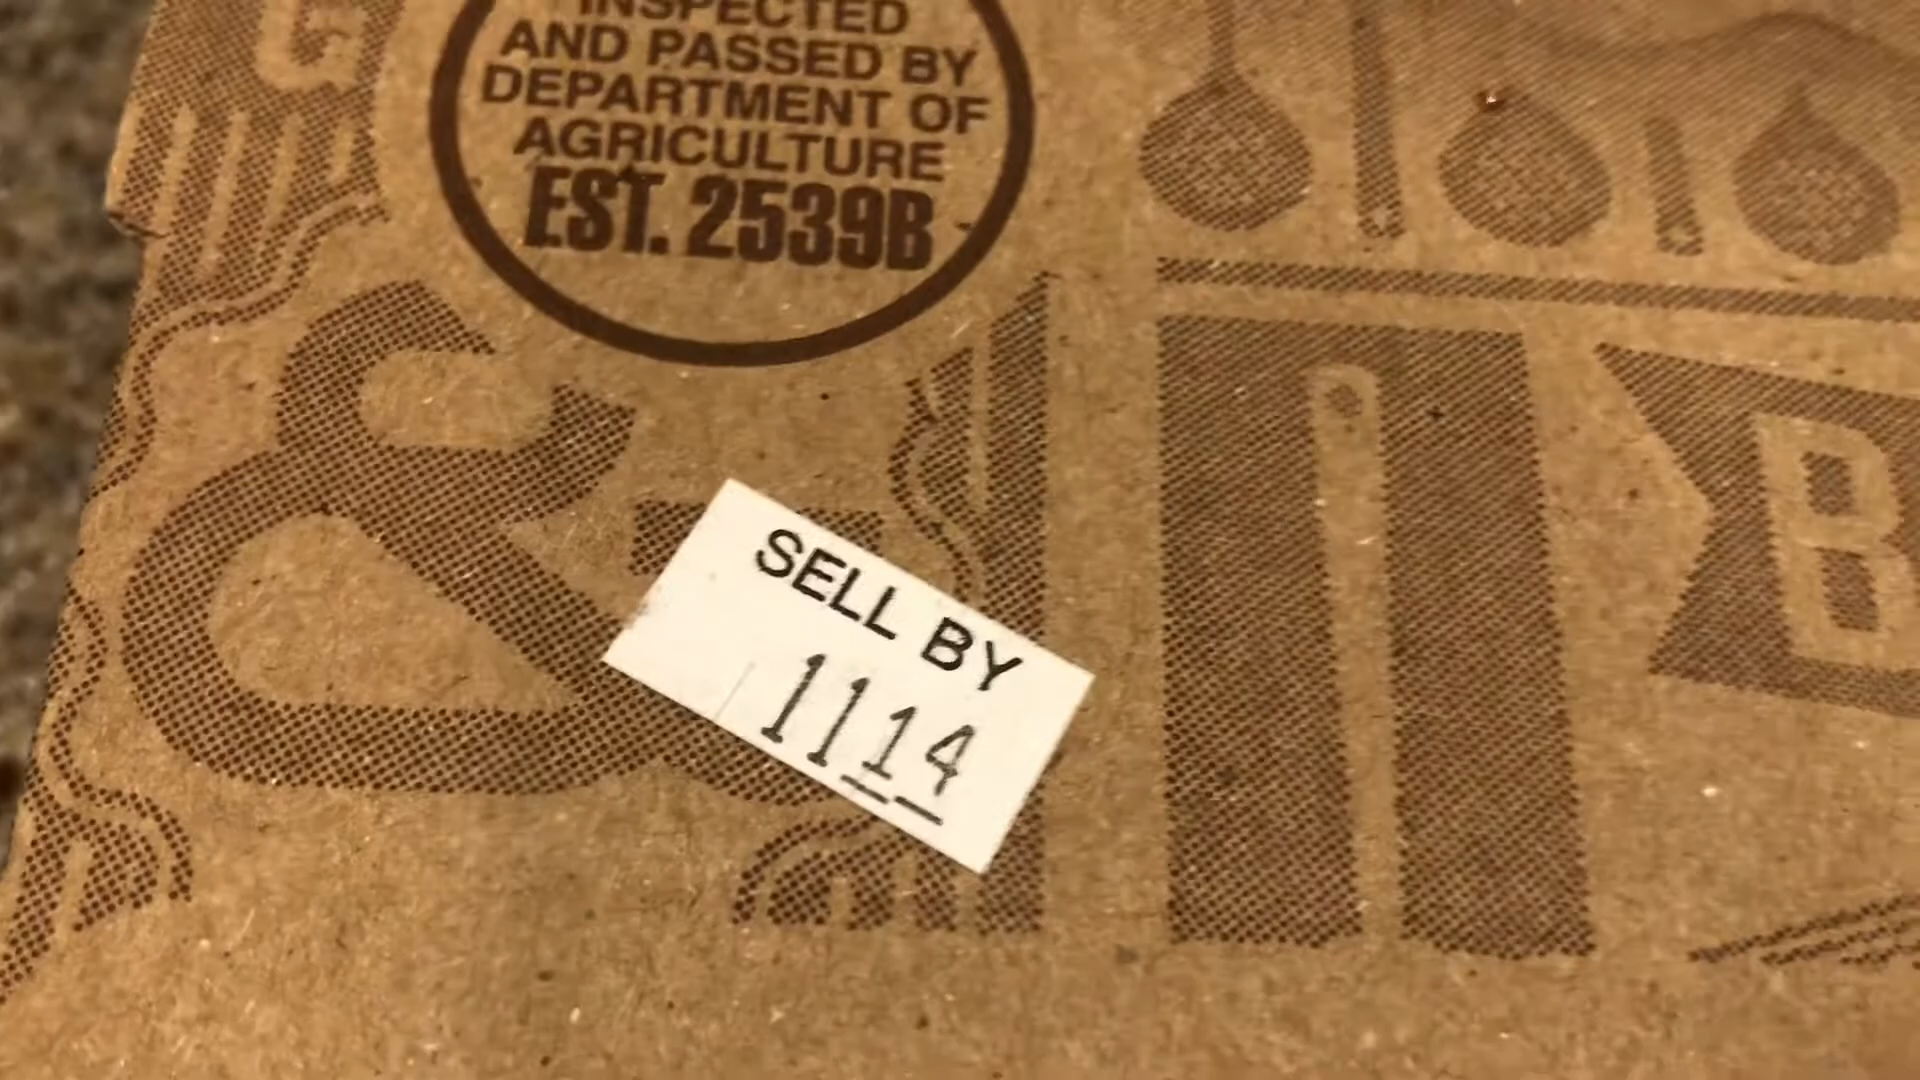 INSPECTED
AND PASSED BY
DEPARTMENT OF
AGRICULTURE
EST. 2539B
SELL BY
1114
G
&
B